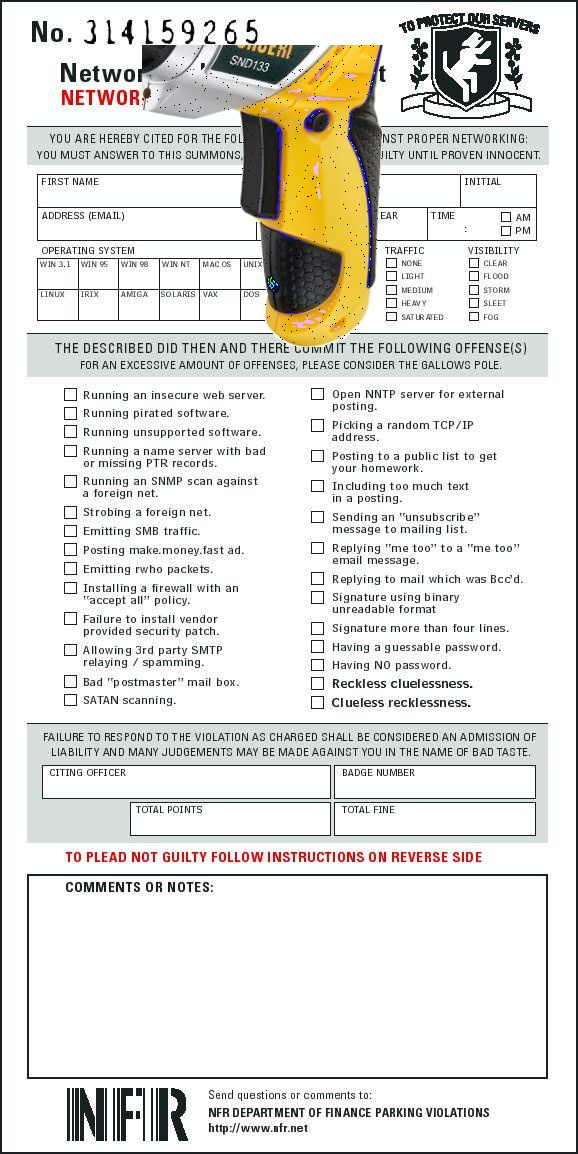 No. 314159265
SND133
TO PROTECT OUR SERVERS
YOU ARE HEREBY CITED FOR THE PROPER NETWORKING:
YOU MUST ANSWER TO THIS SUMMONS, UNTIL PROVEN INNOCENT.
FIRST NAME INITIAL
ADDRESS (EMAIL) TIME : AM
PM
OPERATING SYSTEM TRAFFIC VISIBILITY
WIN 3.1 WIN 95 WIN 98 WIN NT MAC OS UNIX NONE CLEAR
LIGHT FLOOD
LINUX IRIX AMIGA SOLARIS VAX DOS MEDIUM STORM
HEAVY SLEET
SATURATED FOG
THE DESCRIBED DID THEN AND THERE COMMIT THE FOLLOWING OFFENSE(S)
FOR AN EXCESSIVE AMOUNT OF OFFENSES, PLEASE CONSIDER THE GALLOWS POLE.
Running an insecure web server.
Running pirated software.
Running unsupported software.
Running a name server with bad
or missing PTR records.
Running an SNMP scan against
a foreign net.
Strobing a foreign net.
Emitting SMB traffic.
Posting make.money.fast ad.
Emitting rwho packets.
Installing a firewall with an
"accept all" policy.
Failure to install vendor
provided security patch.
Allowing 3rd party SMTP
relaying / spamming.
Bad "postmaster" mail box.
SATAN scanning.
Open NNTP server for external
posting.
Picking a random TCP/IP
address.
Posting to a public list to get
your homework.
Including too much text
in a posting.
Sending an "unsubscribe"
message to mailing list.
Replying "me too" to a "me too"
email message.
Replying to mail which was Bcc'd.
Signature using binary
unreadable format
Signature more than four lines.
Having a guessable password.
Having NO password.
Reckless cluelessness.
Clueless recklessness.
FAILURE TO RESPOND TO THE VIOLATION AS CHARGED SHALL BE CONSIDERED AN ADMISSION OF
LIABILITY AND MANY JUDGEMENTS MAY BE MADE AGAINST YOU IN THE NAME OF BAD TASTE.
CITING OFFICER BADGE NUMBER
TOTAL POINTS TOTAL FINE
TO PLEAD NOT GUILTY FOLLOW INSTRUCTIONS ON REVERSE SIDE
COMMENTS OR NOTES:
NFR
Send questions or comments to:
NFR DEPARTMENT OF FINANCE PARKING VIOLATIONS
http://www.nfr.net